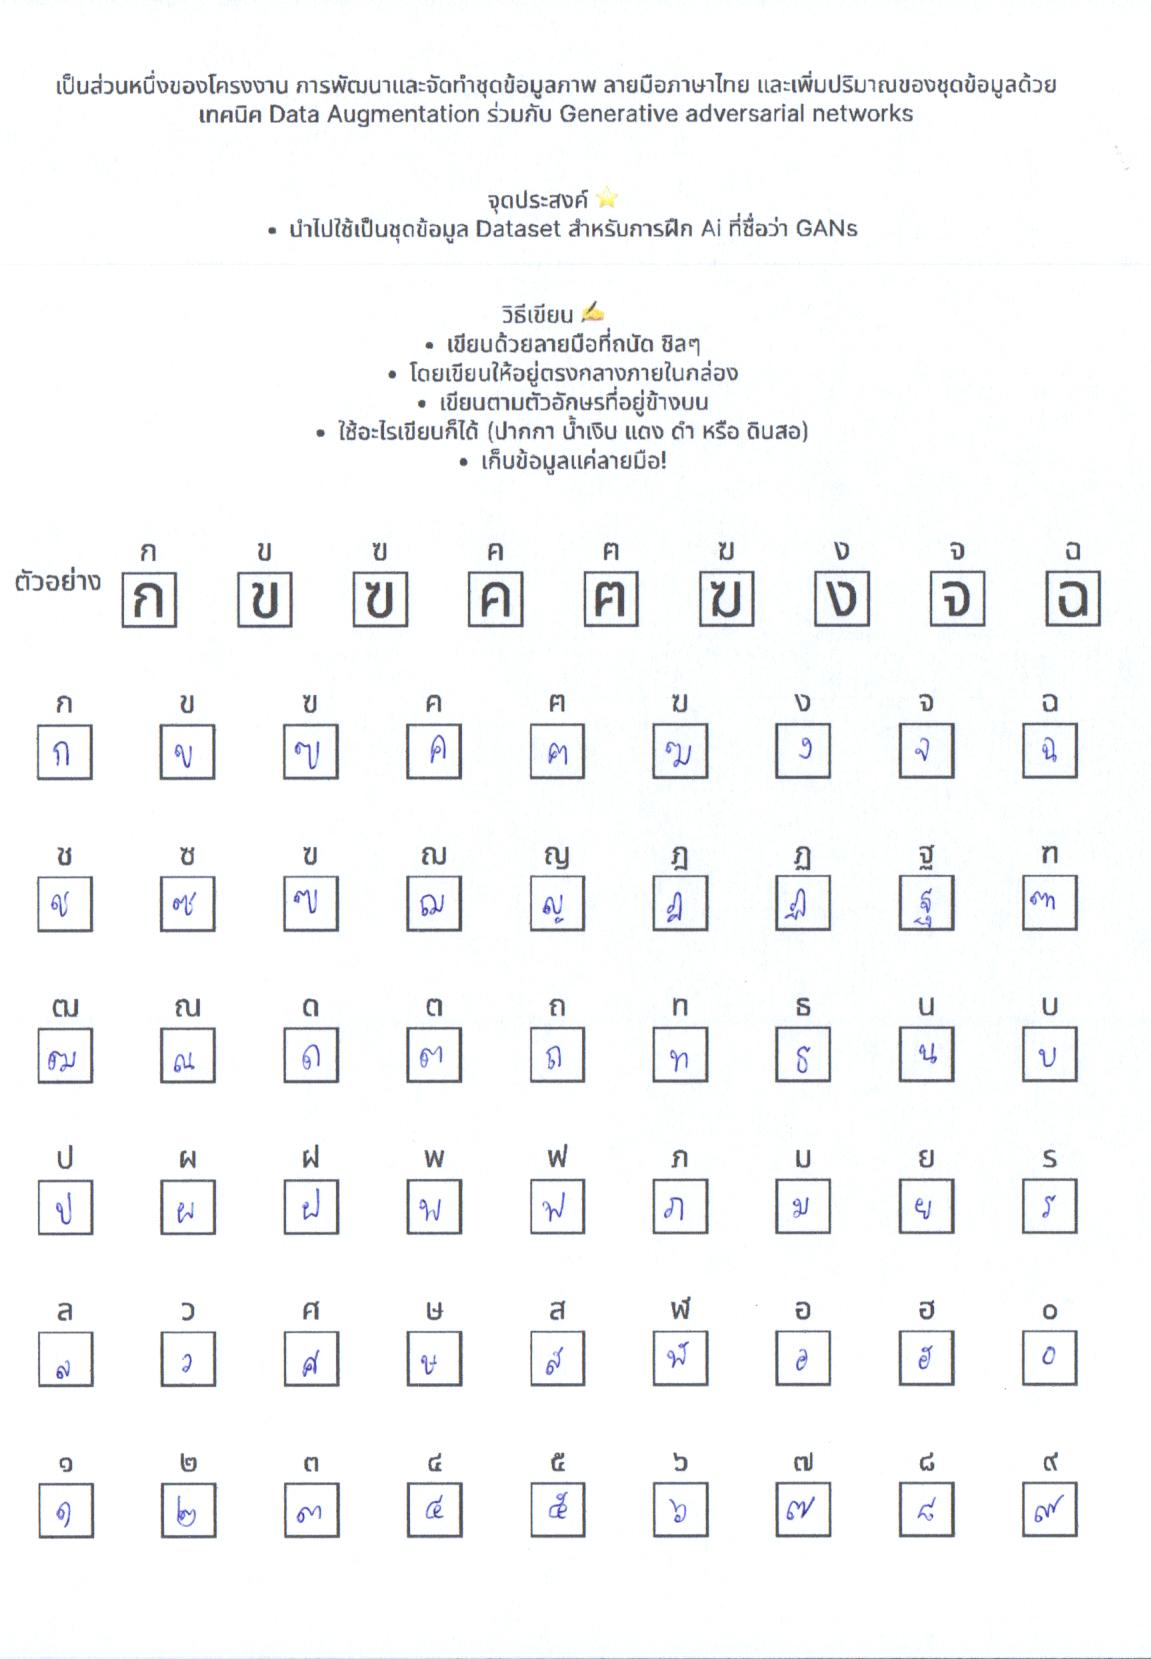 เป็นส่วนหนึ่งของโครงงาน การพัฒนาและจัดทำชุดข้อมูลภาพ ลายมือภาษาไทย และเพิ่มปริมาณของชุดข้อมูลด้วย
เทคนิค Data Augmentation ร่วมกับ Generative adversarial networks
จุดประสงค์ ⭐
• นำไปใช้เป็นชุดข้อมูล Dataset สำหรับการฝึก Ai ที่ชื่อว่า GANs
วิธีเขียน ✍
• เขียนด้วยลายมือที่ถนัด ชิลๆ
• โดยเขียนให้อยู่ตรงกลางภายในกล่อง
• เขียนตามตัวอักษรที่อยู่ข้างบน
• ใช้อะไรเขียนก็ได้ (ปากกา น้ำเงิน แดง ดำ หรือ ดินสอ)
• เก็บข้อมูลแค่ลายมือ!
ก ข ฃ ค ฅ ฆ ง จ ฉ
ตัวอย่าง ก ข ฃ ค ฅ ฆ ง จ ฉ
ก ข ฃ ค ฅ ฆ ง จ ฉ
ก ข ฃ ค ฅ ฆ ง จ ฉ
ช ซ ฃ ฌ ญ ฎ ฏ ฐ ฑ
ช ซ ฃ ฌ ญ ฎ ฏ ฐ ฑ
ฒ ณ ด ต ถ ท ธ น บ
ฒ ณ ด ต ถ ท ธ น บ
ป ผ ฝ พ ฟ ภ ม ย ร
ป ผ ฝ พ ฟ ภ ม ย ร
ล ว ศ ษ ส ฬ อ ฮ ๐
ล ว ศ ษ ส ฬ อ ฮ ๐
๑ ๒ ๓ ๔ ๕ ๖ ๗ ๘ ๙
๑ ๒ ๓ ๔ ๕ ๖ ๗ ๘ ๙